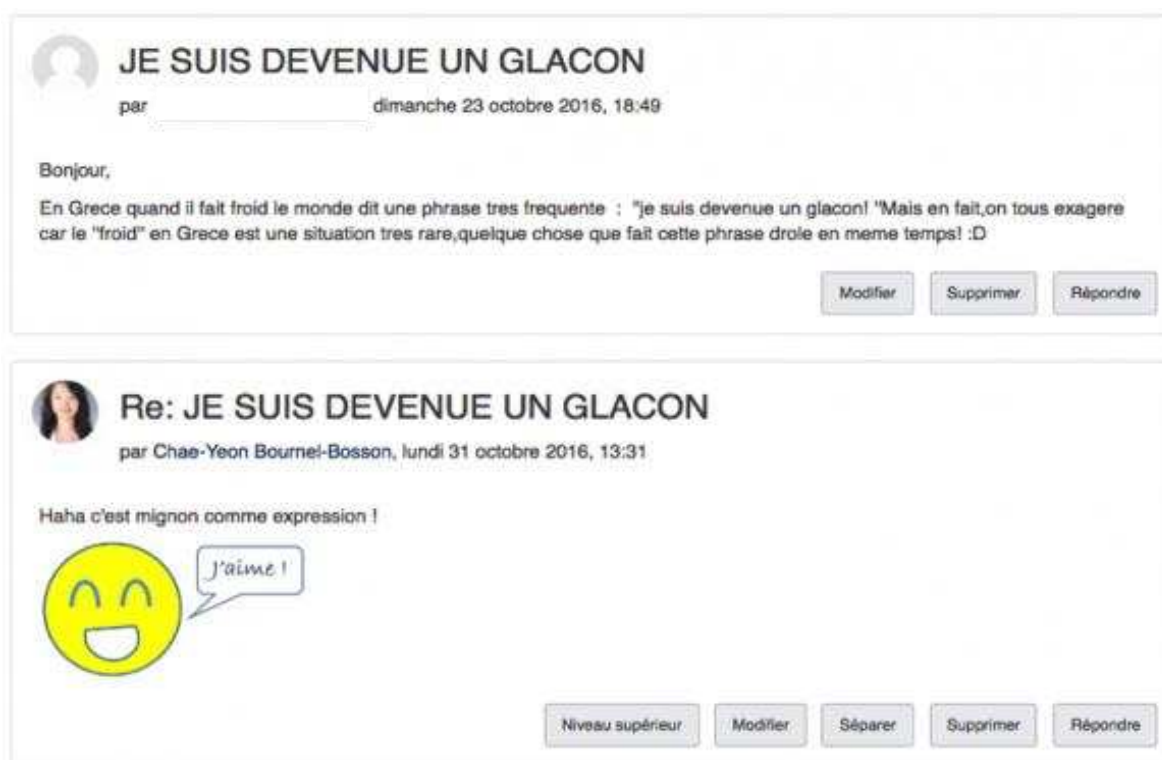 JE SUIS DEVENUE UN GLACON
par dimanche 23 octobre 2016, 18:49
Bonjour,
En Grece quand il fait froid le monde dit une phrase tres frequente : "je suis devenue un glacon! "Mais en fait,on tous exagere
car le "froid" en Grece est une situation tres rare,quelque chose que fait cette phrase drole en meme temps! :D
Modifier Supprimer Répondre
Re: JE SUIS DEVENUE UN GLACON
par Chae-Yeon Bournel-Bosson, lundi 31 octobre 2016, 13:31
Haha c'est mignon comme expression !
J'aime !
Niveau supérieur Modifier Séparer Supprimer Répondre